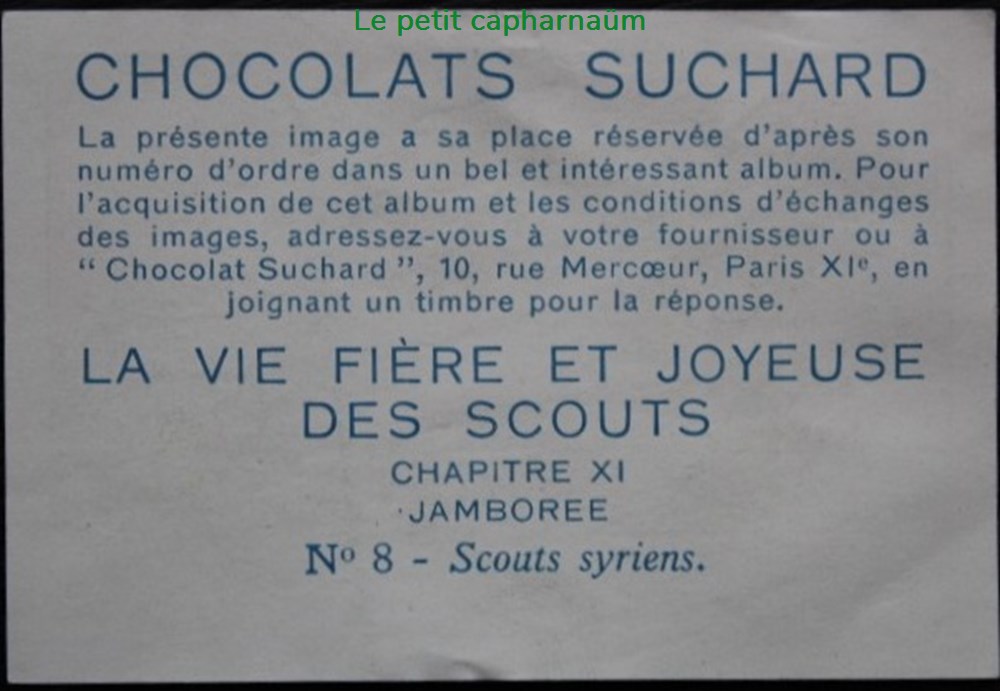 Le petit capharnaüm
CHOCOLATS SUCHARD
La présente image a sa place réservée d'après son
numéro d'ordre dans un bel et intéressant album. Pour
l'acquisition de cet album et les conditions d'échanges
des images, adressez-vous à votre fournisseur ou à
“ Chocolat Suchard ”, 10, rue Mercœur, Paris XIᵉ, en
joignant un timbre pour la réponse.
LA VIE FIÈRE ET JOYEUSE
DES SCOUTS
CHAPITRE XI
JAMBOREE
Nº 8 - Scouts syriens.